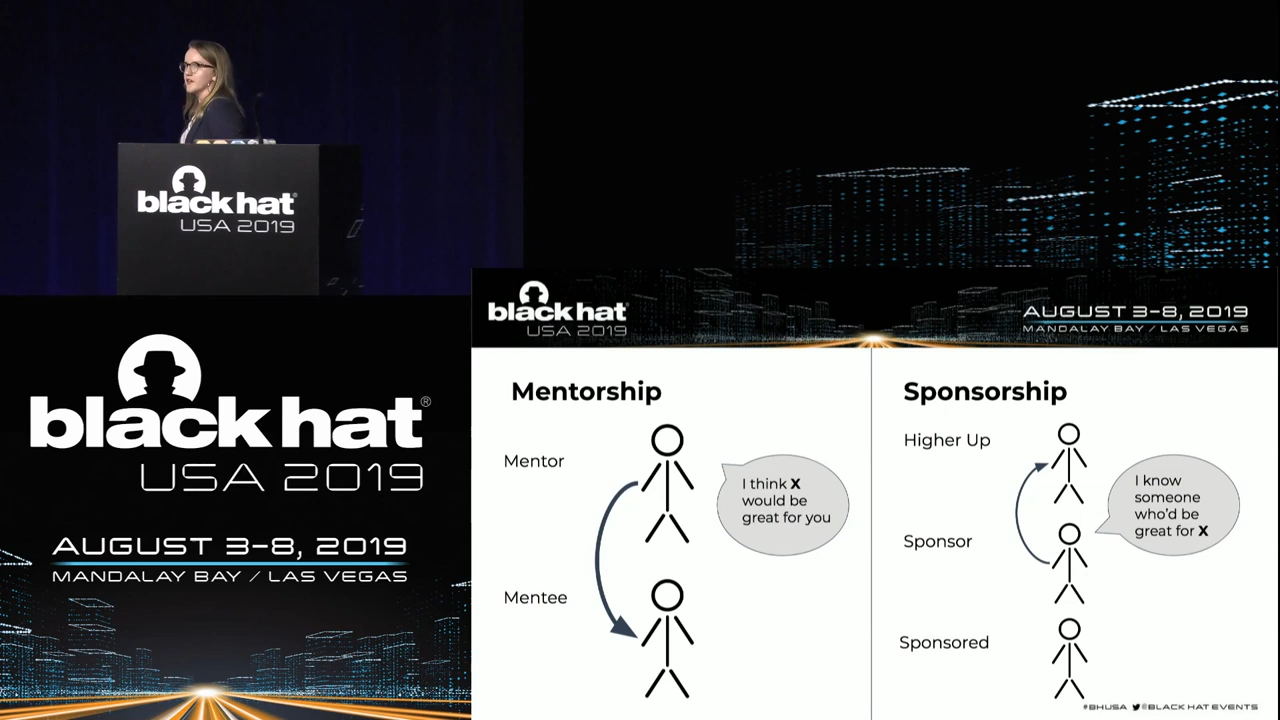 black hat®
USA 2019
black hat®
USA 2019
AUGUST 3-8, 2019
MANDALAY BAY / LAS VEGAS
black hat®
USA 2019
AUGUST 3-8, 2019
MANDALAY BAY / LAS VEGAS
Mentorship
Mentor
I think X
would be
great for you
Mentee
Sponsorship
Higher Up
I know
someone
who'd be
great for X
Sponsor
Sponsored
#BHUSA @BLACK HAT EVENTS